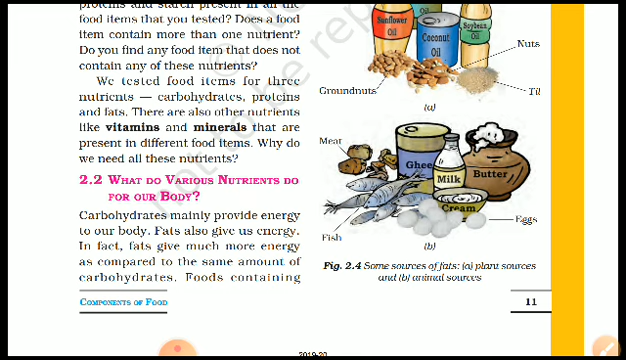 proteins and starch present in all the
food items that you tested? Does a food
item contain more than one nutrient?
Do you find any food item that does not
contain any of these nutrients?
We tested food items for three
nutrients — carbohydrates, proteins
and fats. There are also other nutrients
like vitamins and minerals that are
present in different food items. Why do
we need all these nutrients?
2.2 WHAT DO VARIOUS NUTRIENTS DO
FOR OUR BODY?
Carbohydrates mainly provide energy
to our body. Fats also give us energy.
In fact, fats give much more energy
as compared to the same amount of
carbohydrates. Foods containing
COMPONENTS OF FOOD
Oil
Sunflower
Oil
Coconut
Oil
Soybean
Oil
Nuts
Groundnuts
Til
(a)
Meat
Ghee
Milk
Butter
Cream
Eggs
Fish
(b)
Fig. 2.4 Some sources of fats: (a) plant sources
and (b) animal sources
11
2019-20